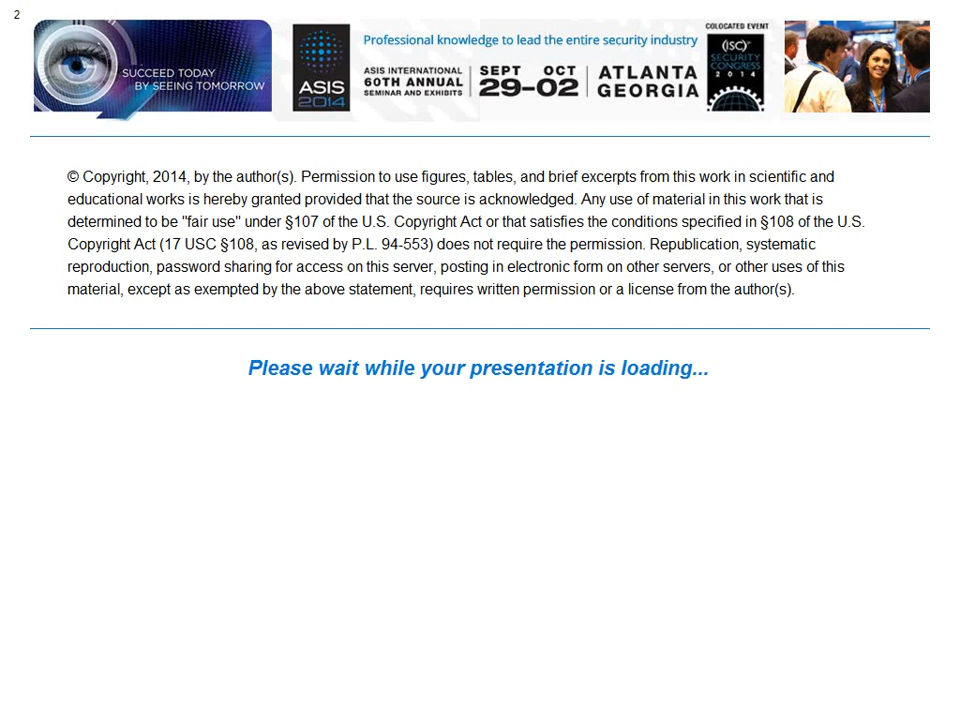 2
SUCCEED TODAY
BY SEEING TOMORROW
ASIS
2014
Professional knowledge to lead the entire security industry
ASIS INTERNATIONAL
60TH ANNUAL
SEMINAR AND EXHIBITS
SEPT OCT
29–02
ATLANTA
GEORGIA
COLOCATED EVENT
(ISC)²
SECURITY
CONGRESS
2014
© Copyright, 2014, by the author(s). Permission to use figures, tables, and brief excerpts from this work in scientific and
educational works is hereby granted provided that the source is acknowledged. Any use of material in this work that is
determined to be "fair use" under §107 of the U.S. Copyright Act or that satisfies the conditions specified in §108 of the U.S.
Copyright Act (17 USC §108, as revised by P.L. 94-553) does not require the permission. Republication, systematic
reproduction, password sharing for access on this server, posting in electronic form on other servers, or other uses of this
material, except as exempted by the above statement, requires written permission or a license from the author(s).
Please wait while your presentation is loading...